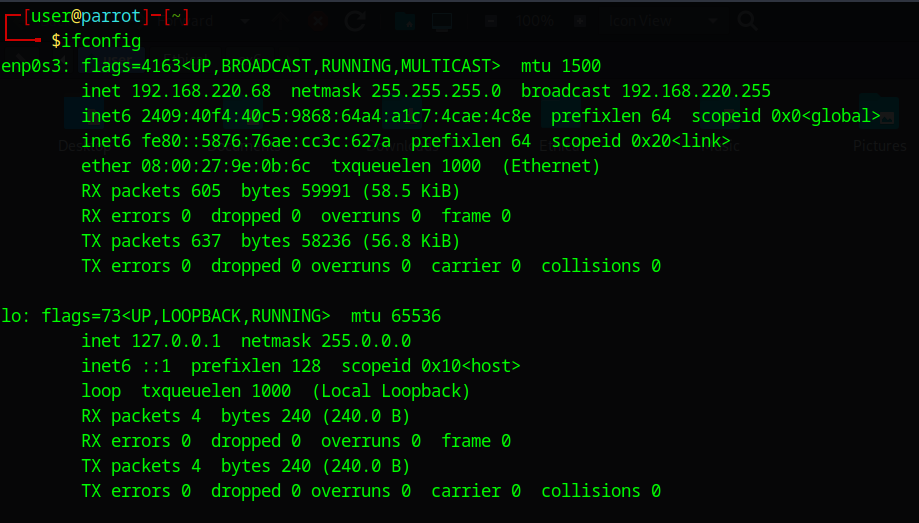 ┌─[user@parrot]─[~]
└──╼ $ifconfig
enp0s3: flags=4163<UP,BROADCAST,RUNNING,MULTICAST>  mtu 1500
        inet 192.168.220.68  netmask 255.255.255.0  broadcast 192.168.220.255
        inet6 2409:40f4:40c5:9868:64a4:a1c7:4cae:4c8e  prefixlen 64  scopeid 0x0<global>
        inet6 fe80::5876:76ae:cc3c:627a  prefixlen 64  scopeid 0x20<link>
        ether 08:00:27:9e:0b:6c  txqueuelen 1000  (Ethernet)
        RX packets 605  bytes 59991 (58.5 KiB)
        RX errors 0  dropped 0  overruns 0  frame 0
        TX packets 637  bytes 58236 (56.8 KiB)
        TX errors 0  dropped 0 overruns 0  carrier 0  collisions 0

lo: flags=73<UP,LOOPBACK,RUNNING>  mtu 65536
        inet 127.0.0.1  netmask 255.0.0.0
        inet6 ::1  prefixlen 128  scopeid 0x10<host>
        loop  txqueuelen 1000  (Local Loopback)
        RX packets 4  bytes 240 (240.0 B)
        RX errors 0  dropped 0  overruns 0  frame 0
        TX packets 4  bytes 240 (240.0 B)
        TX errors 0  dropped 0 overruns 0  carrier 0  collisions 0
100%
Icon View
Pictures